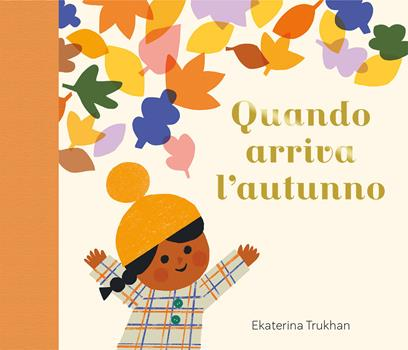 Quando
arriva
l'autunno
Ekaterina Trukhan